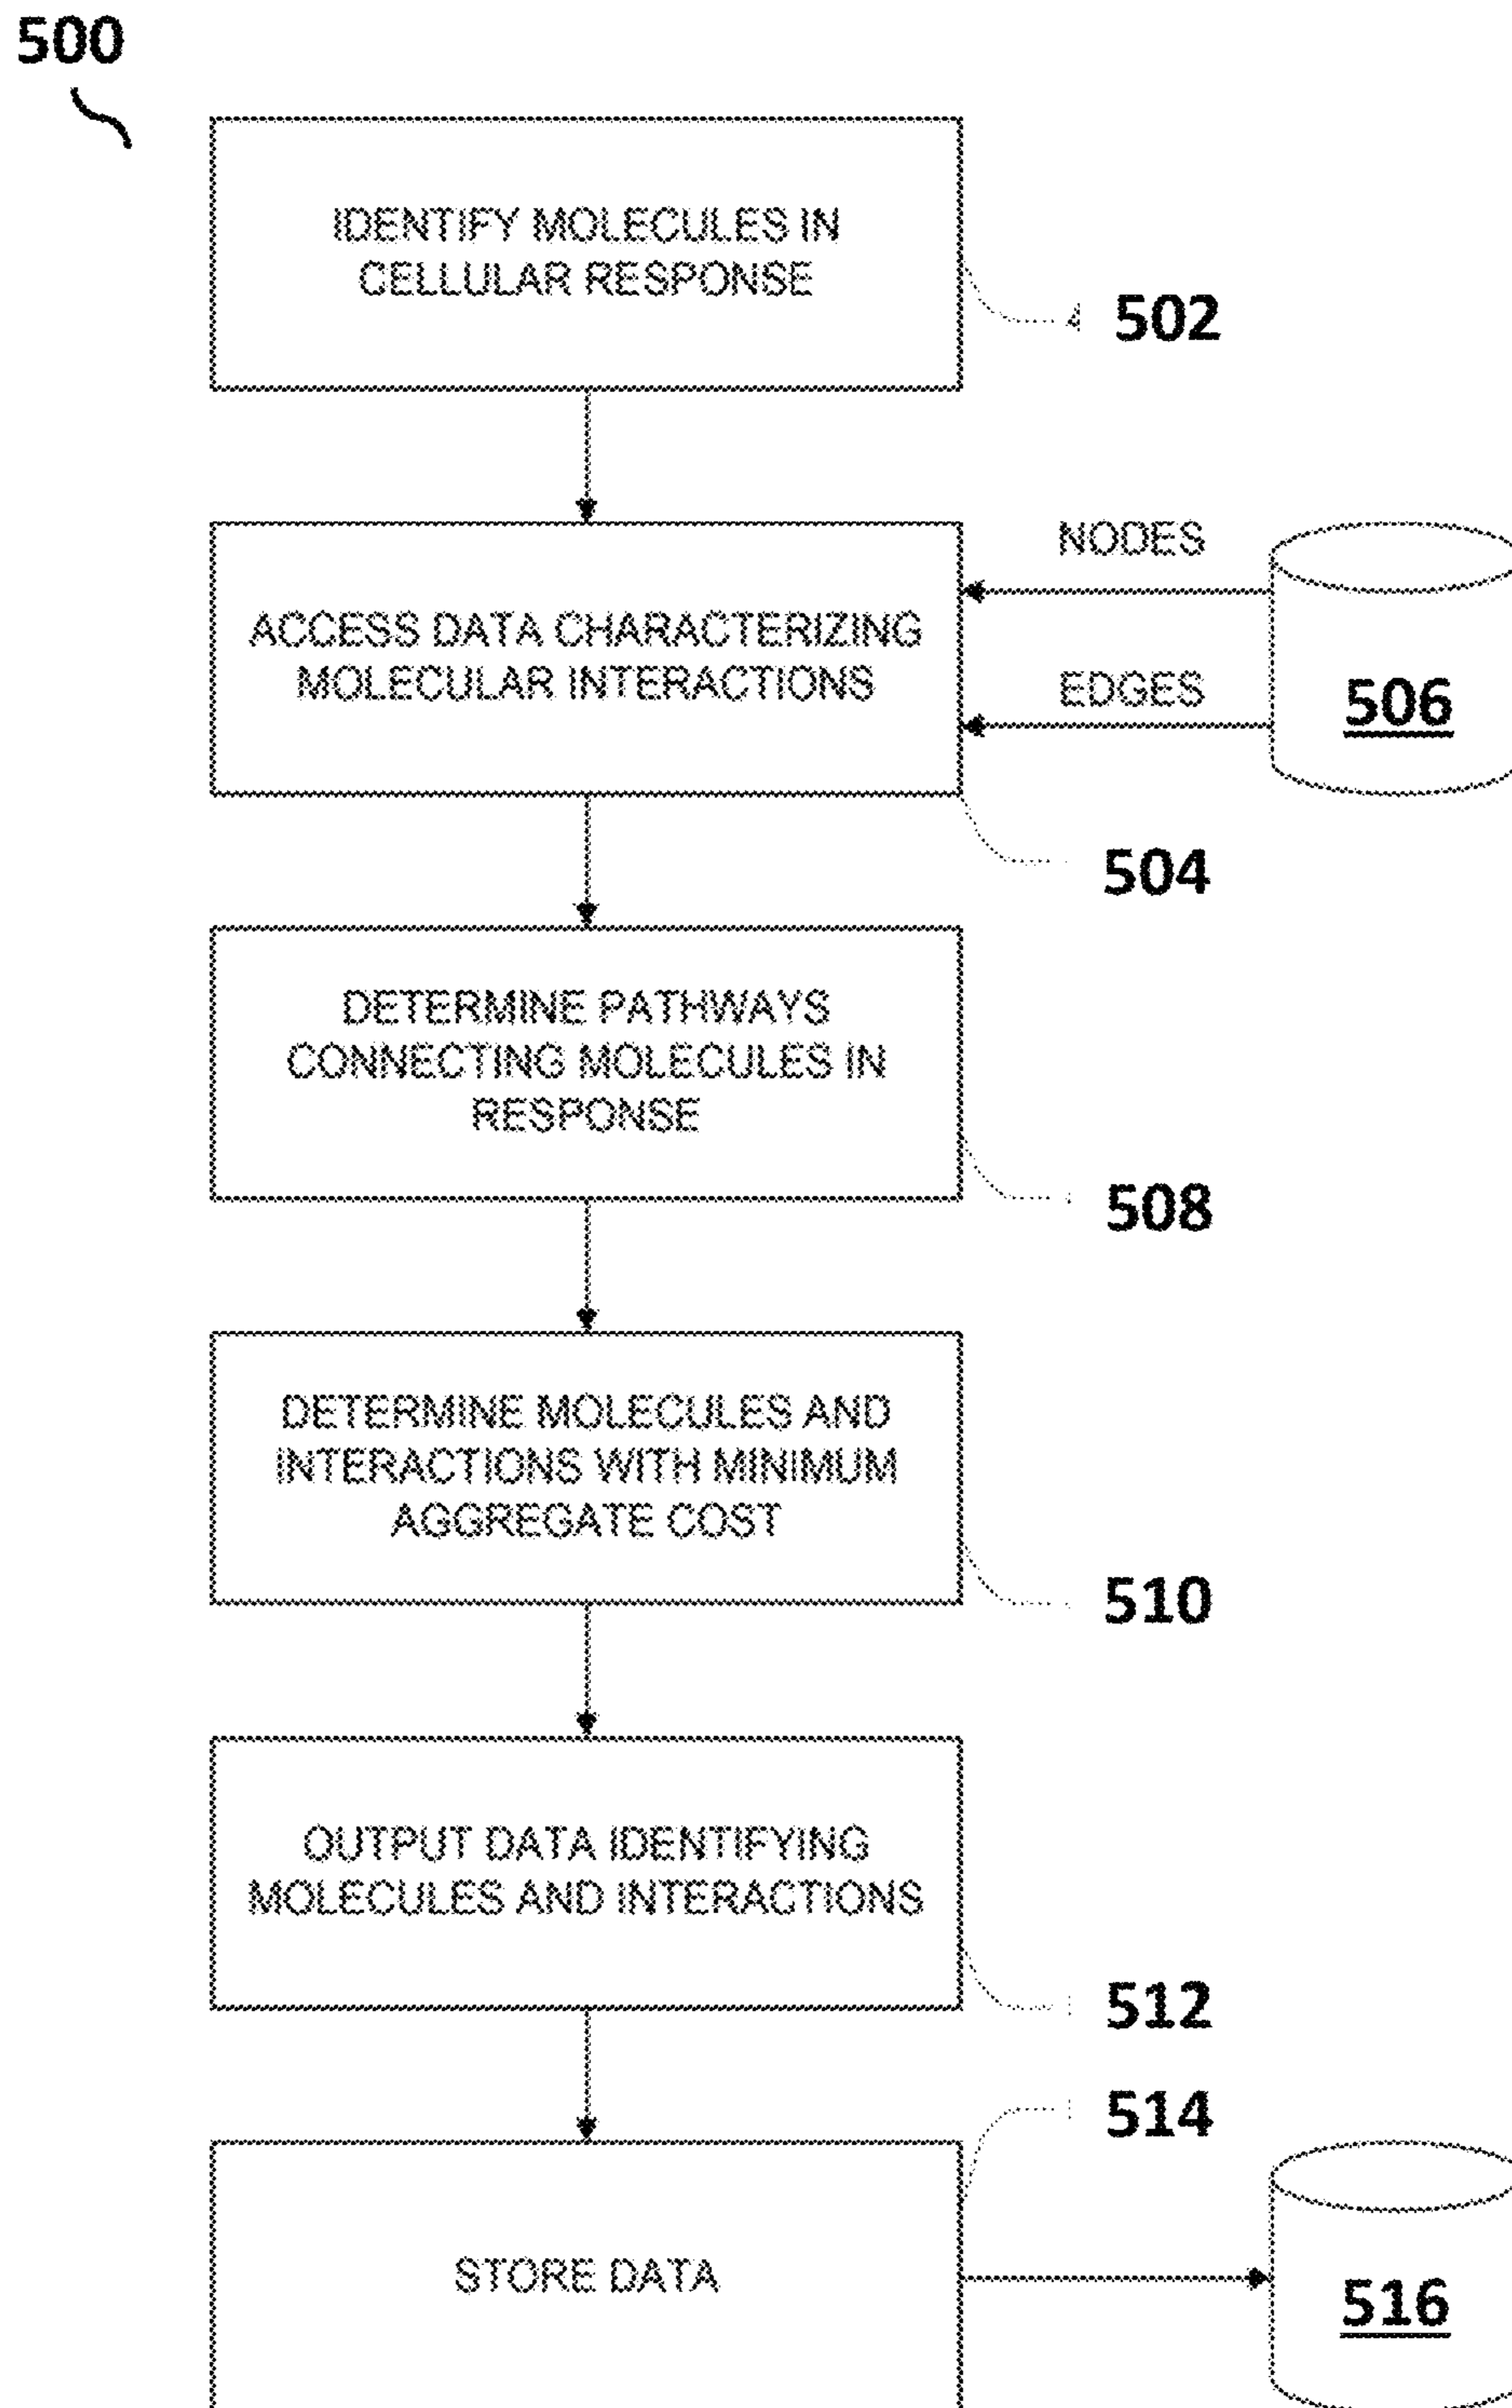 500
IDENTIFY MOLECULES IN
CELLULAR RESPONSE
502
ACCESS DATA CHARACTERIZING
MOLECULAR INTERACTIONS
NODES
EDGES
506
504
DETERMINE PATHWAYS
CONNECTING MOLECULES IN
RESPONSE
508
DETERMINE MOLECULES AND
INTERACTIONS WITH MINIMUM
AGGREGATE COST
510
OUTPUT DATA IDENTIFYING
MOLECULES AND INTERACTIONS
512
514
STORE DATA
516